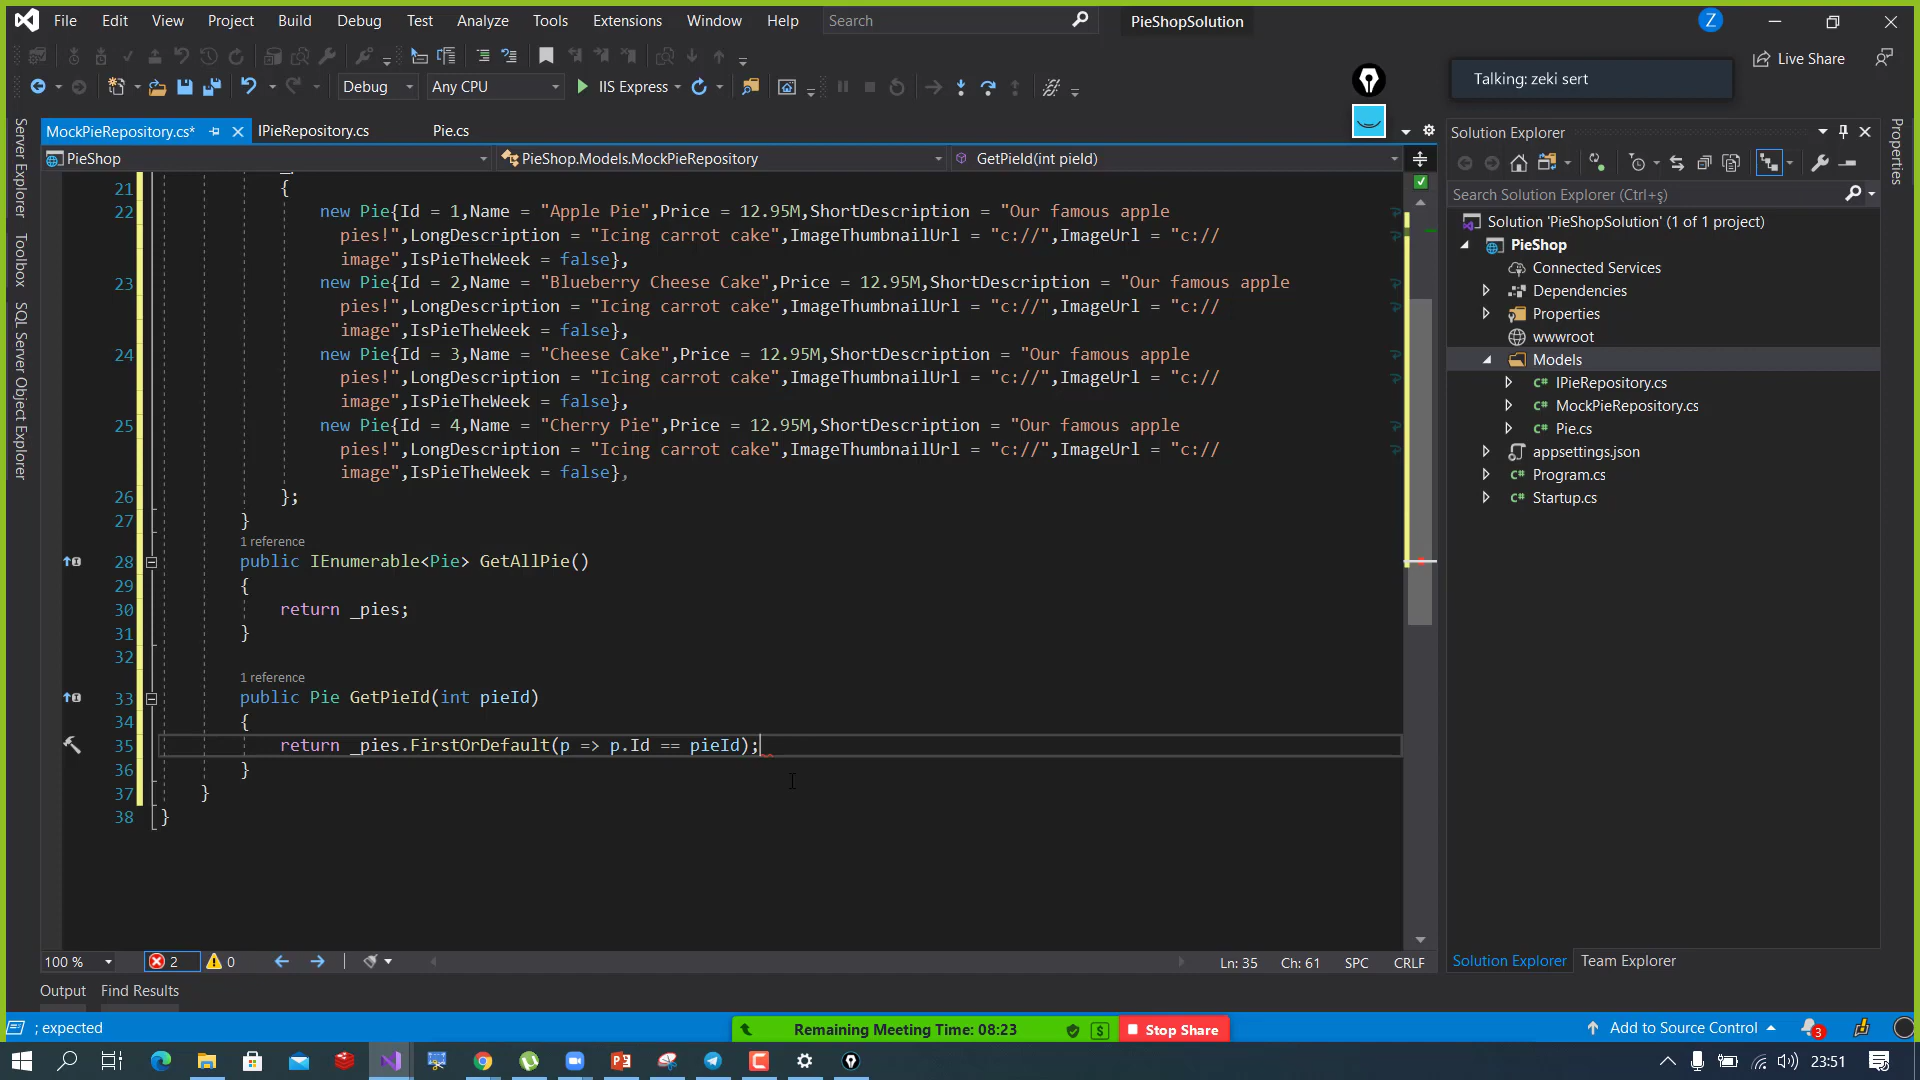 File Edit View Project Build Debug Test Analyze Tools Extensions Window Help Search PieShopSolution Z
Live Share
Debug Any CPU IIS Express
Talking: zeki sert
MockPieRepository.cs* IPieRepository.cs Pie.cs
PieShop PieShop.Models.MockPieRepository GetPieId(int pieId)
Server Explorer
Toolbox
SQL Server Object Explorer
21 {
22 new Pie{Id = 1,Name = "Apple Pie",Price = 12.95M,ShortDescription = "Our famous apple
pies!",LongDescription = "Icing carrot cake",ImageThumbnailUrl = "c://",ImageUrl = "c://
image",IsPieTheWeek = false},
23 new Pie{Id = 2,Name = "Blueberry Cheese Cake",Price = 12.95M,ShortDescription = "Our famous apple
pies!",LongDescription = "Icing carrot cake",ImageThumbnailUrl = "c://",ImageUrl = "c://
image",IsPieTheWeek = false},
24 new Pie{Id = 3,Name = "Cheese Cake",Price = 12.95M,ShortDescription = "Our famous apple
pies!",LongDescription = "Icing carrot cake",ImageThumbnailUrl = "c://",ImageUrl = "c://
image",IsPieTheWeek = false},
25 new Pie{Id = 4,Name = "Cherry Pie",Price = 12.95M,ShortDescription = "Our famous apple
pies!",LongDescription = "Icing carrot cake",ImageThumbnailUrl = "c://",ImageUrl = "c://
image",IsPieTheWeek = false},
26 };
27 }
1 reference
28 public IEnumerable<Pie> GetAllPie()
29 {
30 return _pies;
31 }
32
1 reference
33 public Pie GetPieId(int pieId)
34 {
35 return _pies.FirstOrDefault(p => p.Id == pieId);
36 }
37 }
38 }
100 % 2 0 Ln: 35 Ch: 61 SPC CRLF
Output Find Results
Solution Explorer
Search Solution Explorer (Ctrl+ş)
Solution 'PieShopSolution' (1 of 1 project)
PieShop
Connected Services
Dependencies
Properties
wwwroot
Models
C# IPieRepository.cs
C# MockPieRepository.cs
C# Pie.cs
appsettings.json
C# Program.cs
C# Startup.cs
Solution Explorer Team Explorer
Properties
; expected
Remaining Meeting Time: 08:23 $ Stop Share
Add to Source Control 3
23:51